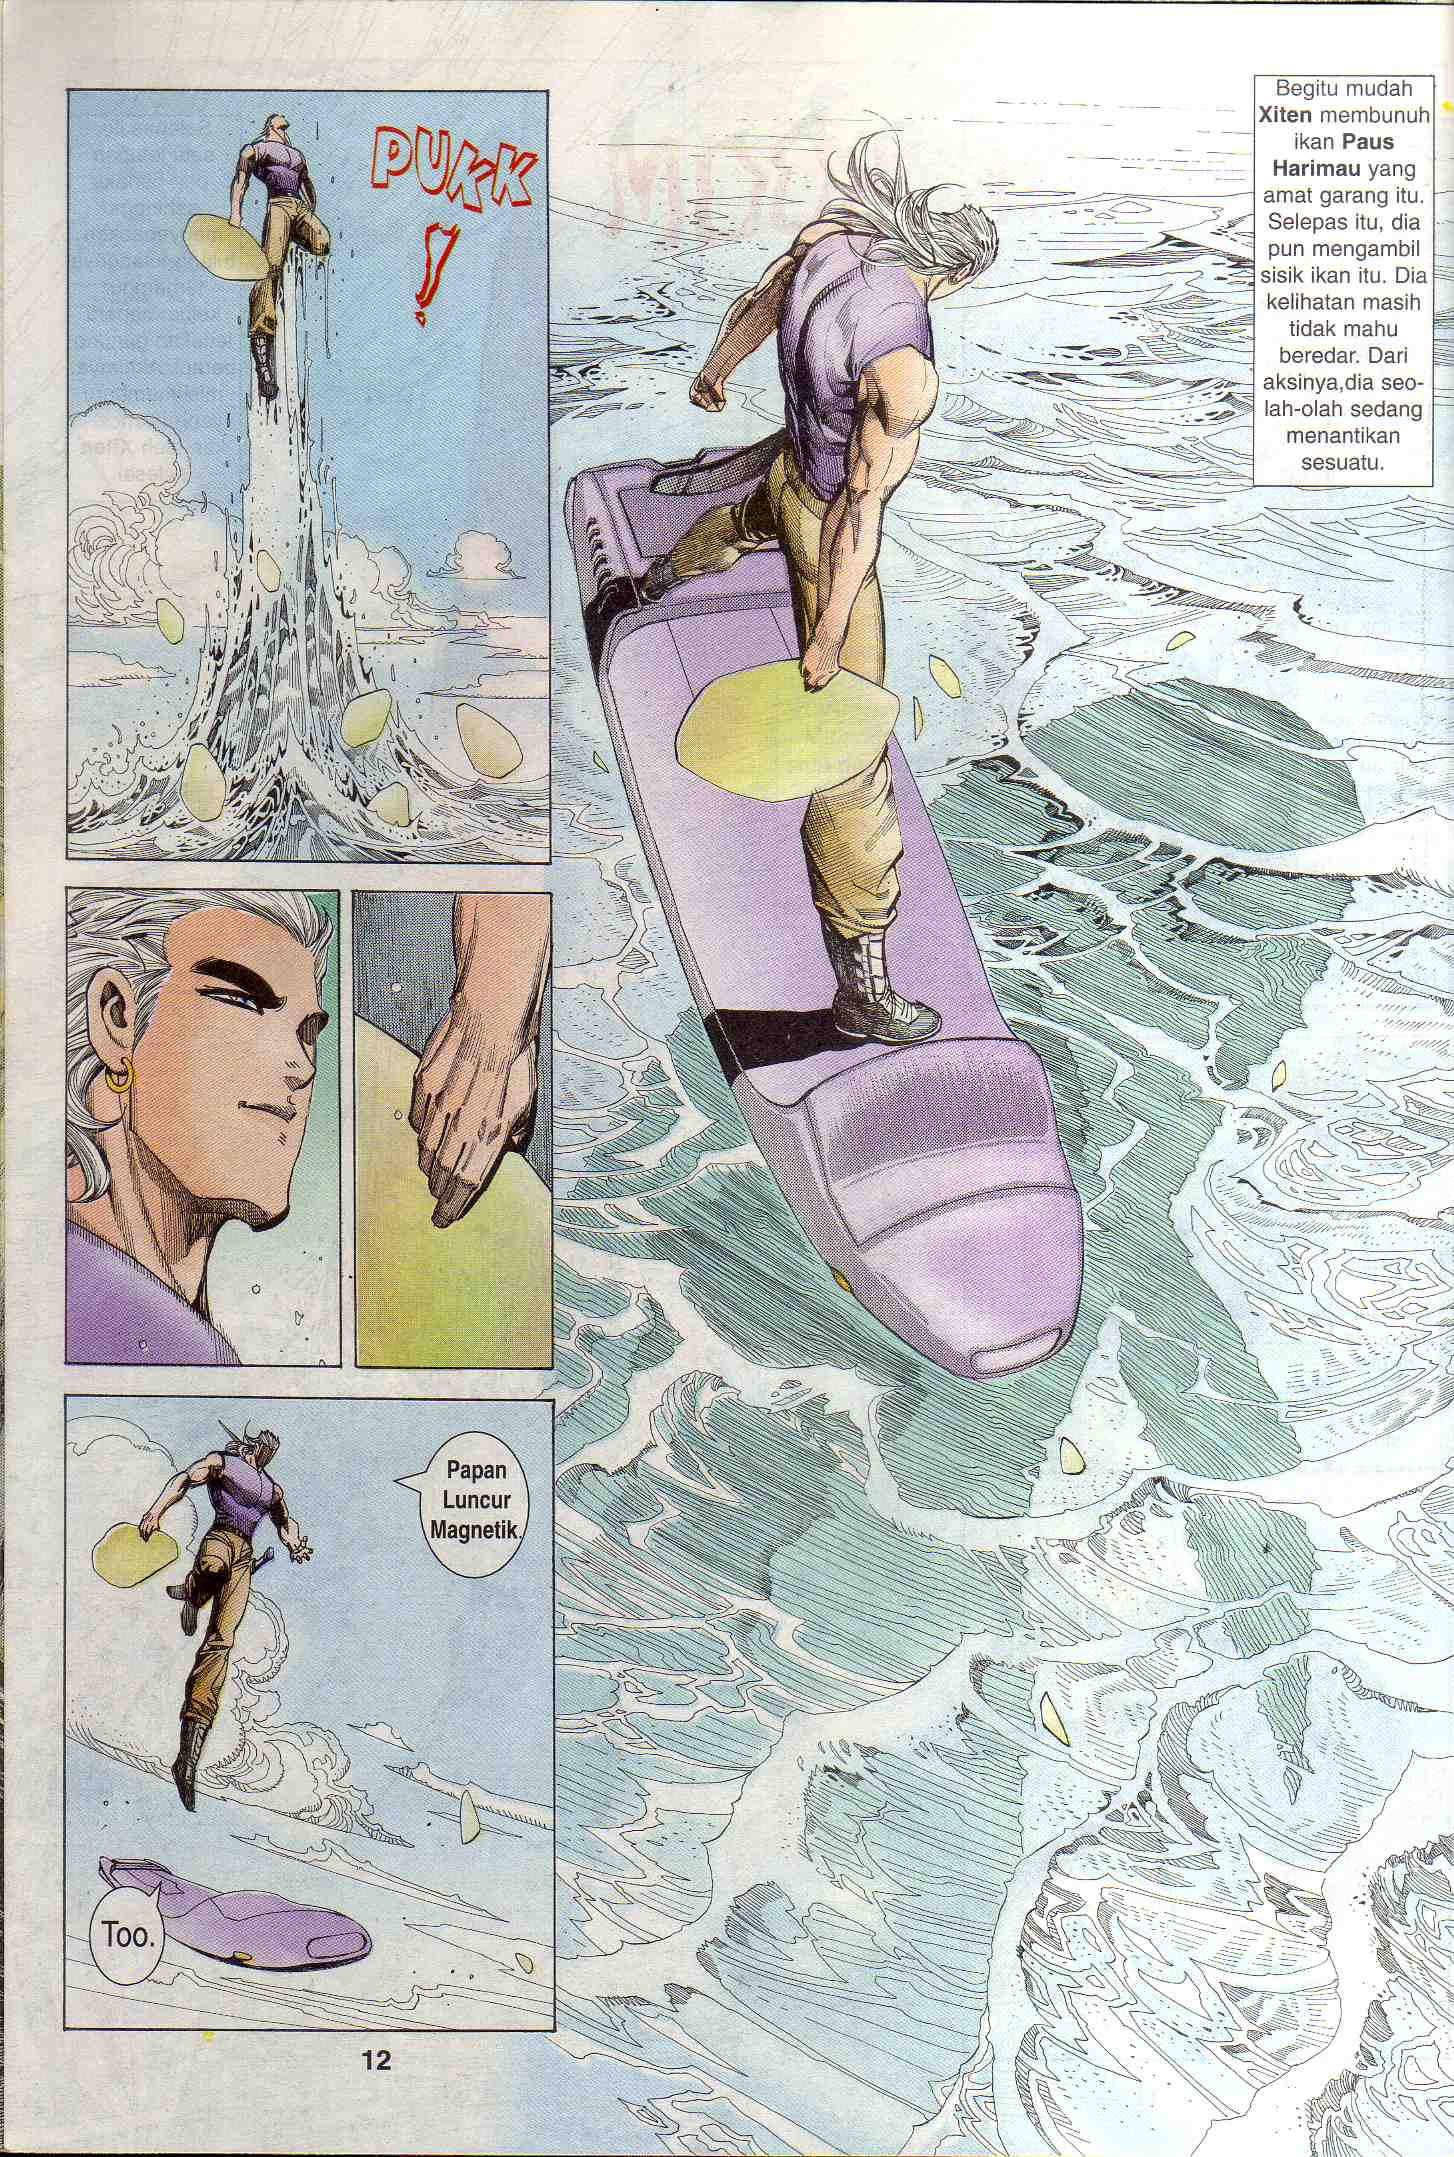 PUKK
!
Papan
Luncur
Magnetik.
Too.
Begitu mudah
Xiten membunuh
ikan Paus
Harimau yang
amat garang itu.
Selepas itu, dia
pun mengambil
sisik ikan itu. Dia
kelihatan masih
tidak mahu
beredar. Dari
aksinya,dia seo-
lah-olah sedang
menantikan
sesuatu.
12